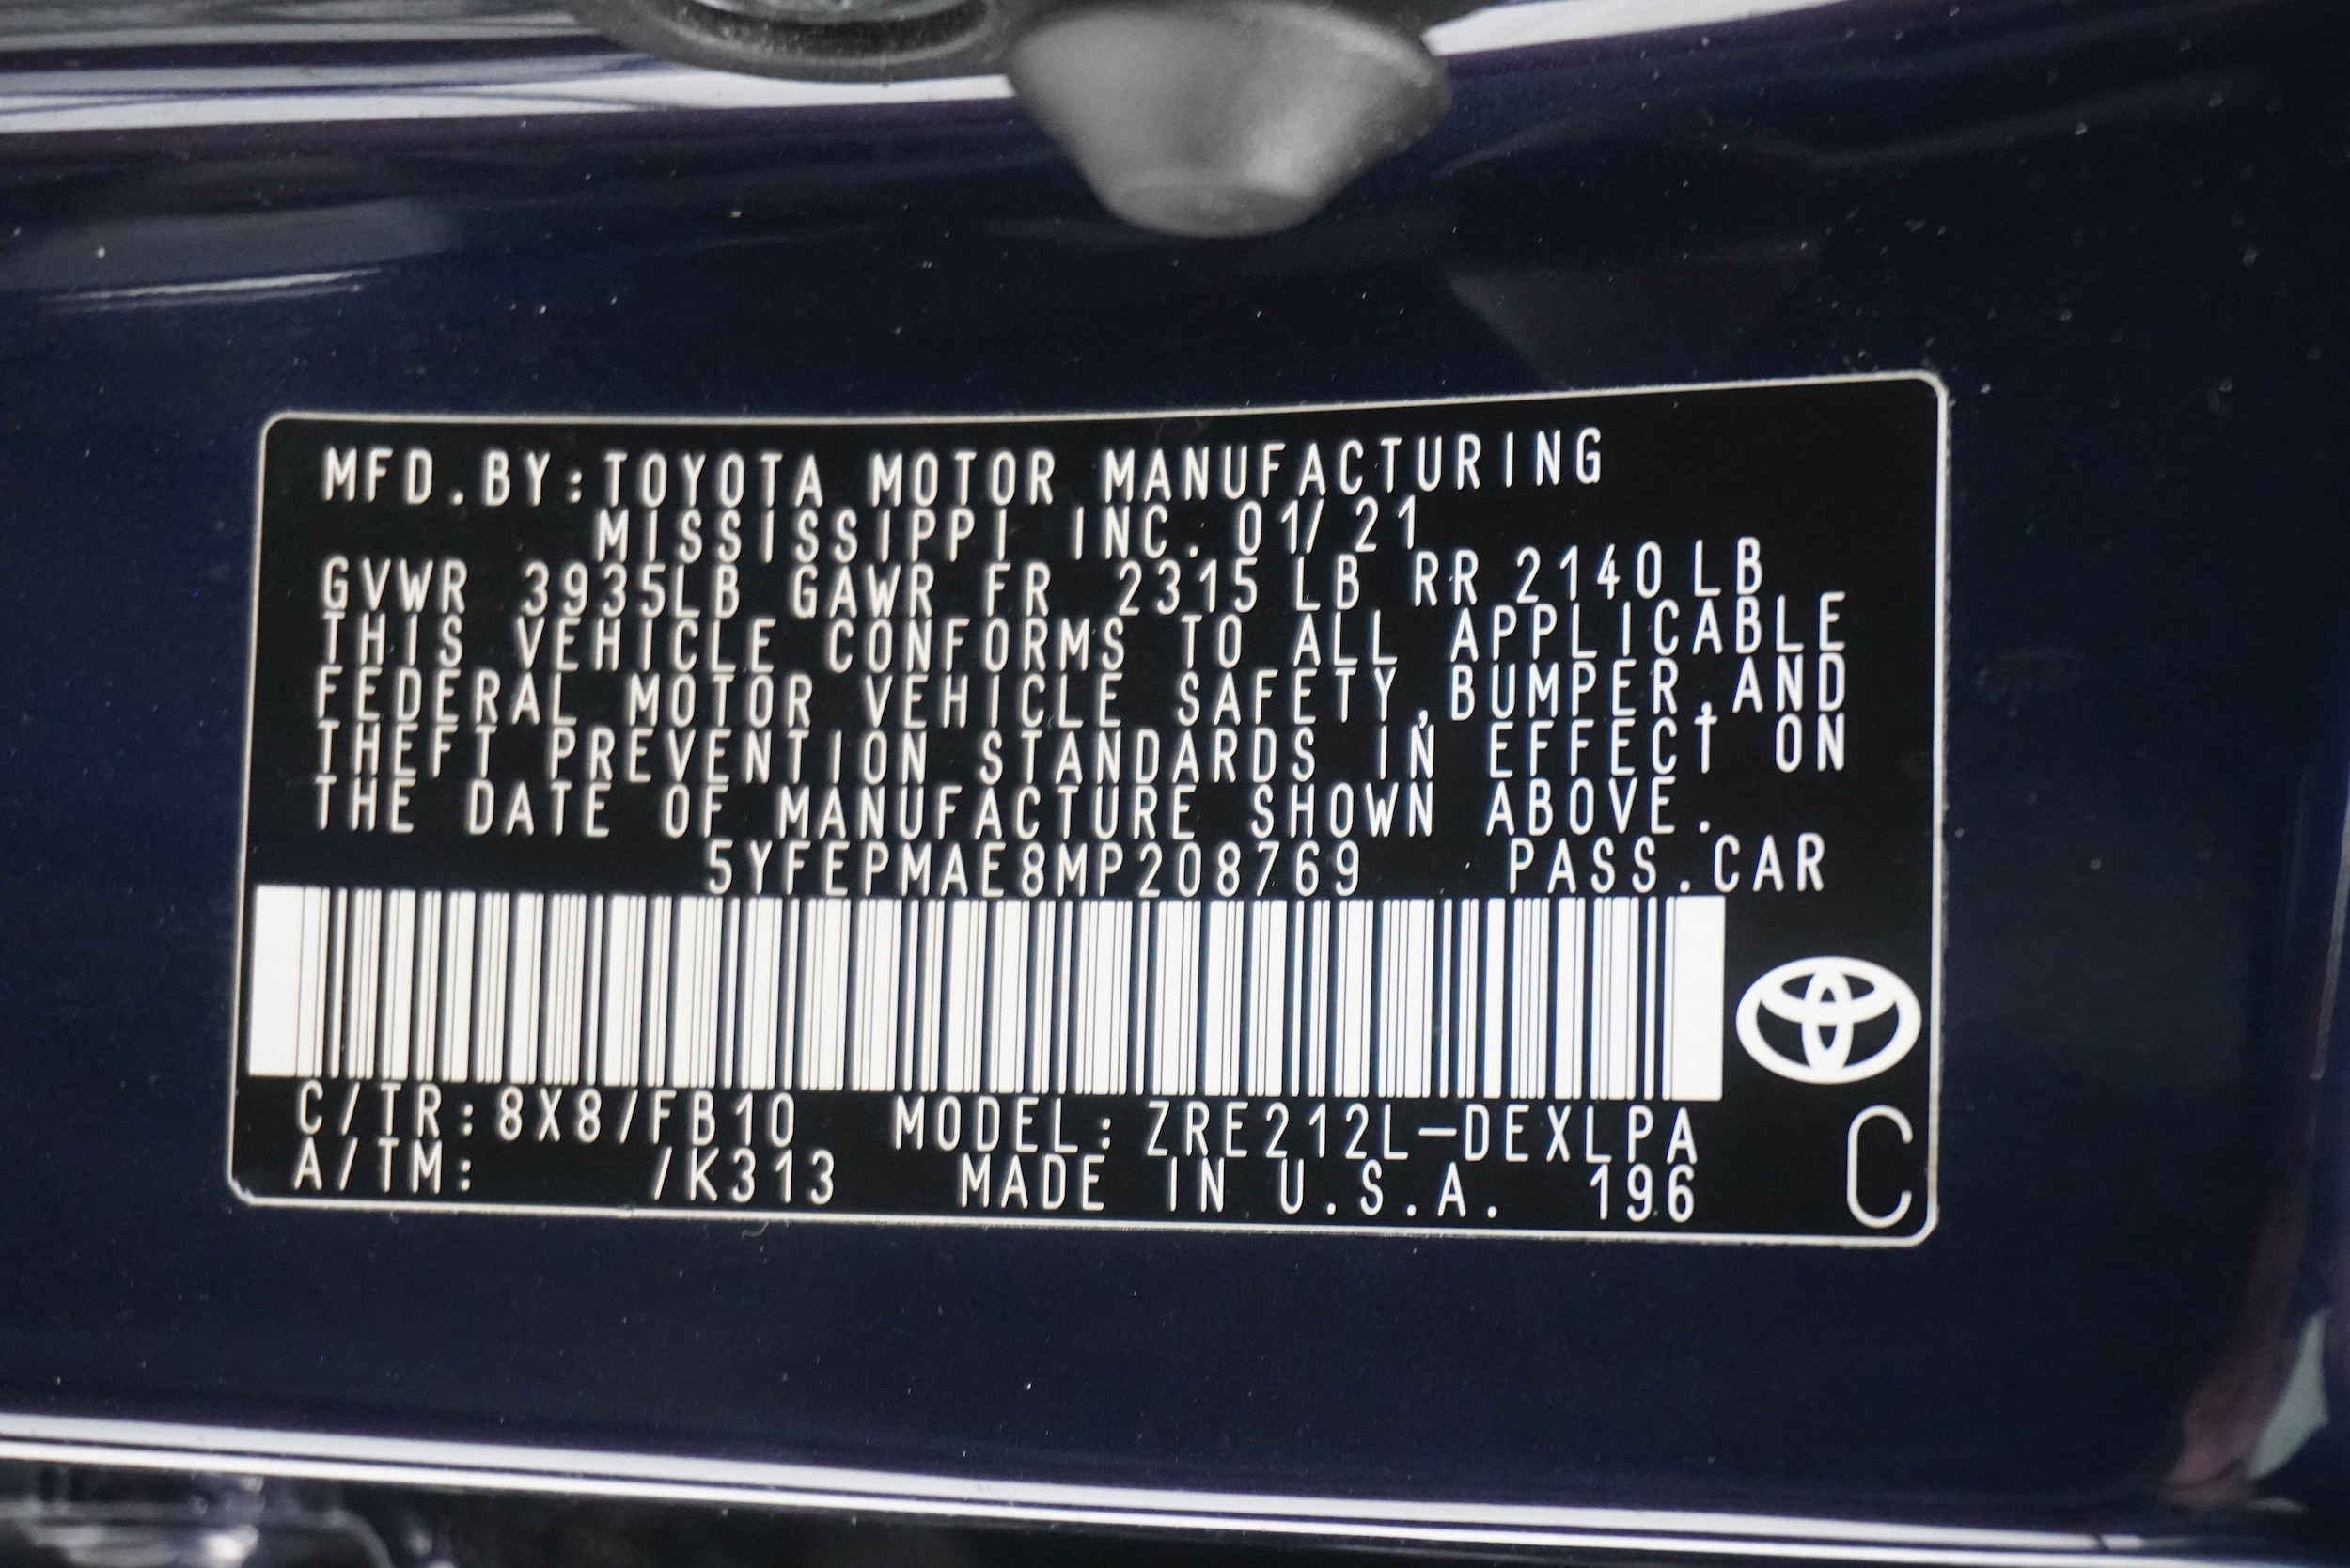 MFD.BY:TOYOTA MOTOR MANUFACTURING
MISSISSIPPI INC. 01/21
GVWR 3935LB GAWR FR 2315 LB RR 2140 LB
THIS VEHICLE CONFORMS TO ALL APPLICABLE
FEDERAL MOTOR VEHICLE SAFETY,BUMPER,AND
THEFT PREVENTION STANDARDS IN EFFECT ON
THE DATE OF MANUFACTURE SHOWN ABOVE.
5YFEPMAE8MP208769 PASS.CAR
C/TR:8X8/FB10 MODEL: ZRE212L-DEXLPA
A/TM: /K313 MADE IN U.S.A. 196
C